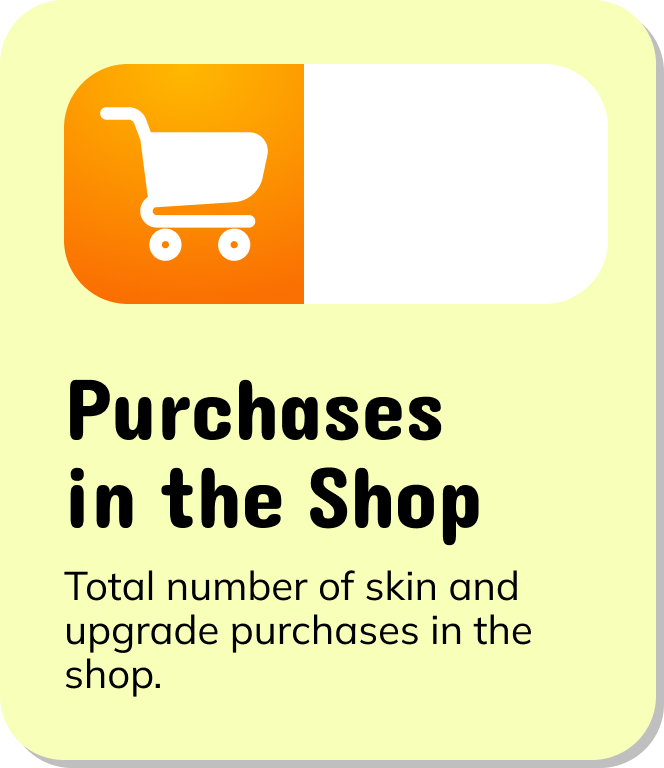 Purchases
in the Shop
Total number of skin and
upgrade purchases in the
shop.